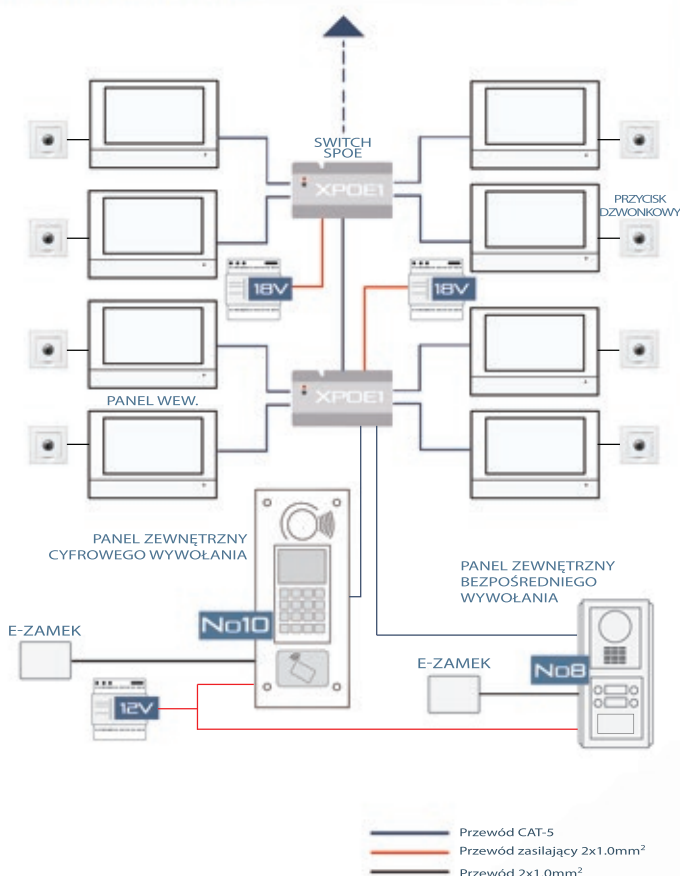 SWITCH
SPOE
XPOE1
PRZYCISK
DZWONKOWY
18V
18V
XPOE1
PANEL WEW.
PANEL ZEWNĘTRZNY
CYFROWEGO WYWOŁANIA
PANEL ZEWNĘTRZNY
BEZPOŚREDNIEGO
WYWOŁANIA
No10
E-ZAMEK
E-ZAMEK
No8
12V
Przewód CAT-5
Przewód zasilający 2x1.0mm²
Przewód 2x1.0mm²